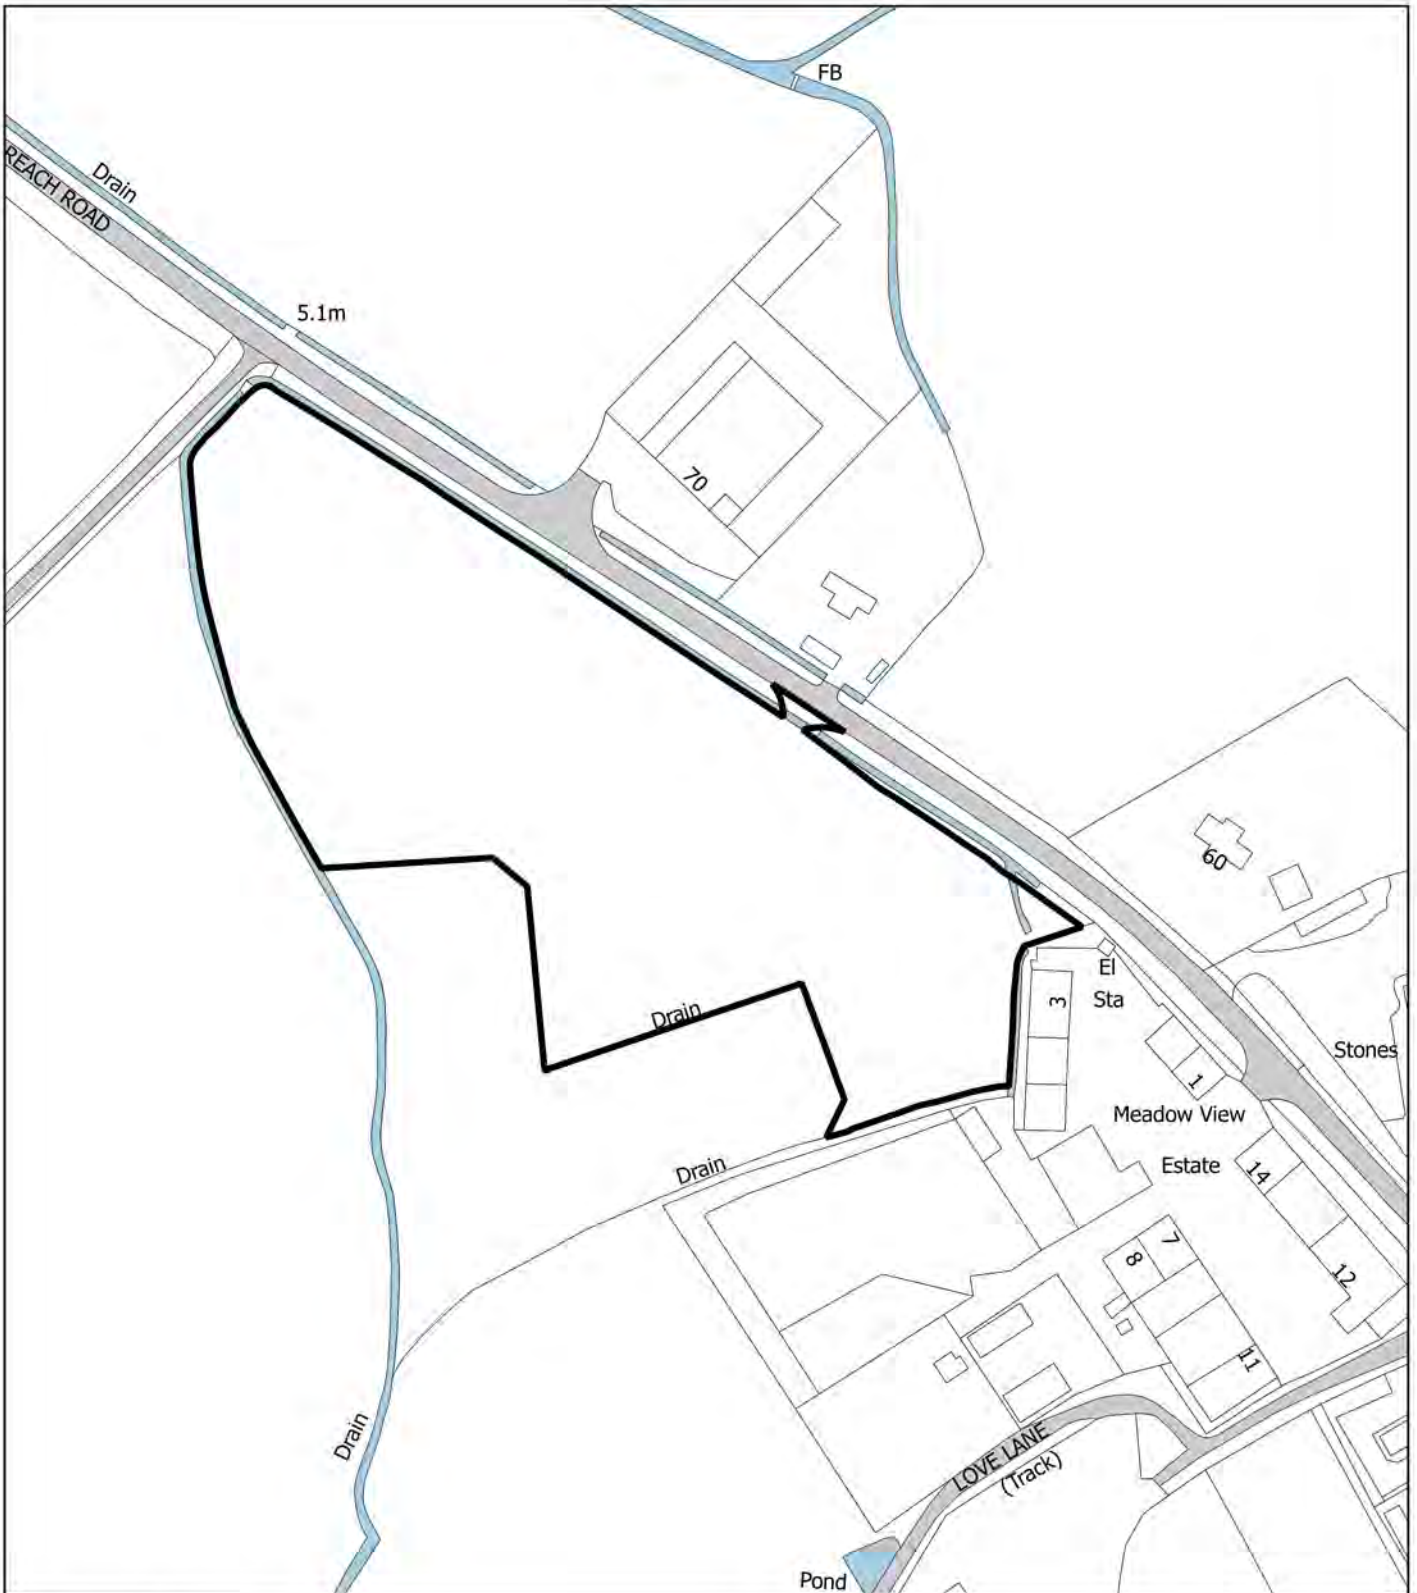 FB
Drain
REACH ROAD
5.1m
70
60
El
Sta
3
Drain
Stones
1
Meadow View
Estate
Drain
14
7
8
12
11
Drain
LOVE LANE
(Track)
Pond